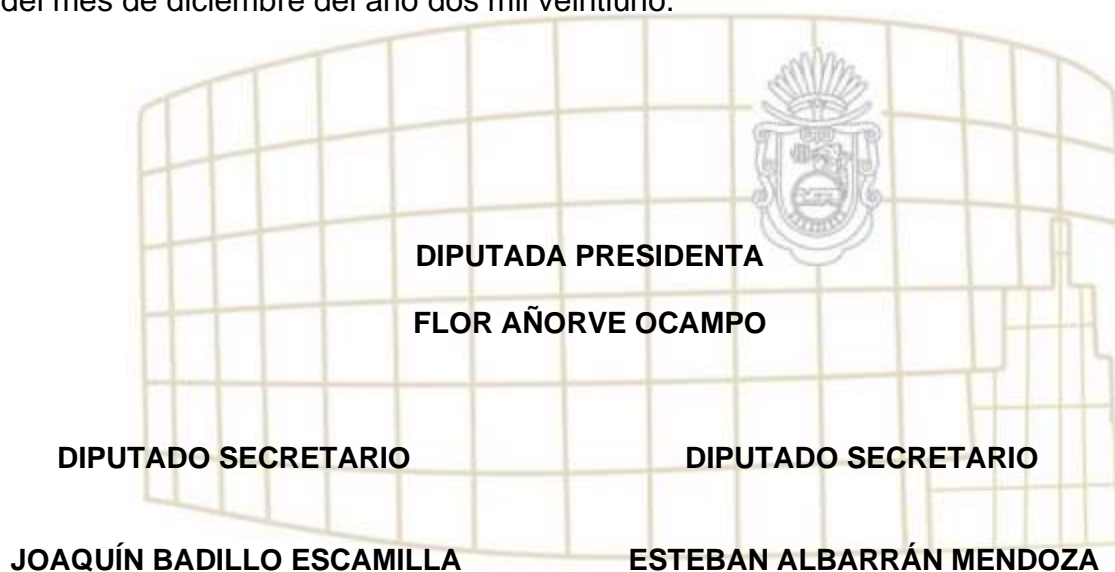 del mes de diciembre del año dos mil veintiuno.
DIPUTADA PRESIDENTA
FLOR AÑORVE OCAMPO
DIPUTADO SECRETARIO DIPUTADO SECRETARIO
JOAQUÍN BADILLO ESCAMILLA ESTEBAN ALBARRÁN MENDOZA